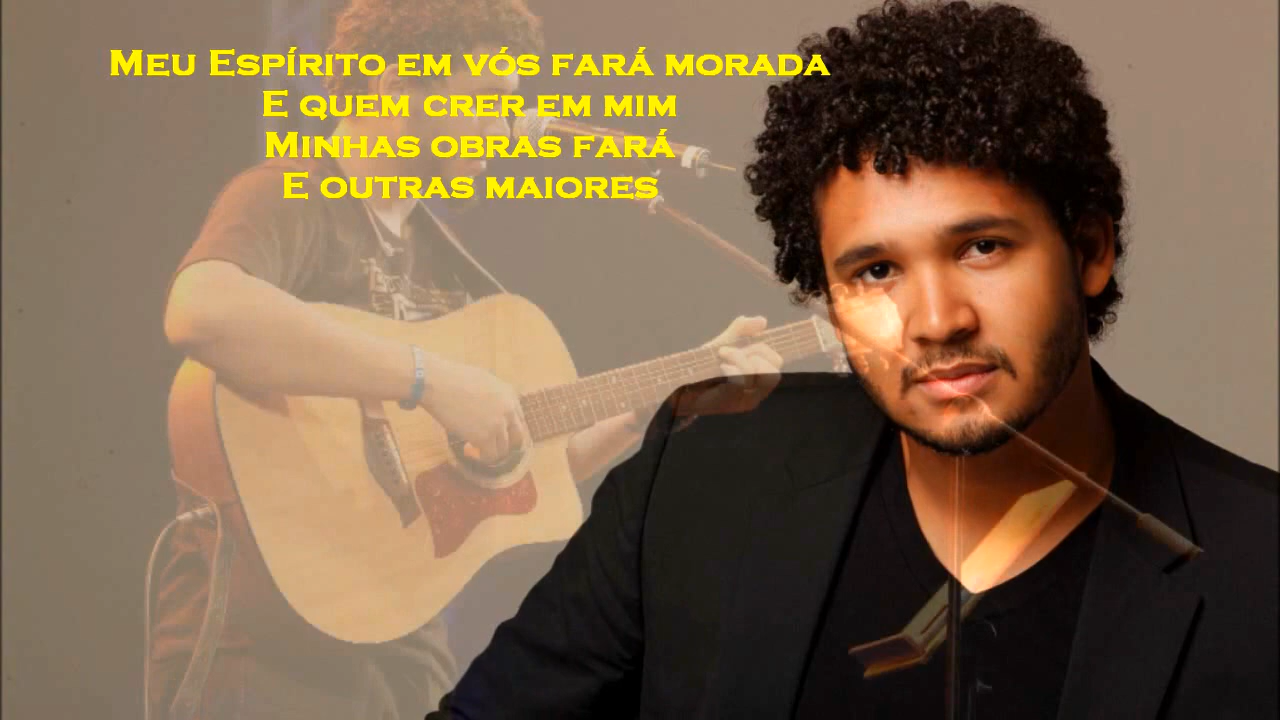 Meu Espírito em vós fará morada
E quem crer em mim
Minhas obras fará
E outras maiores